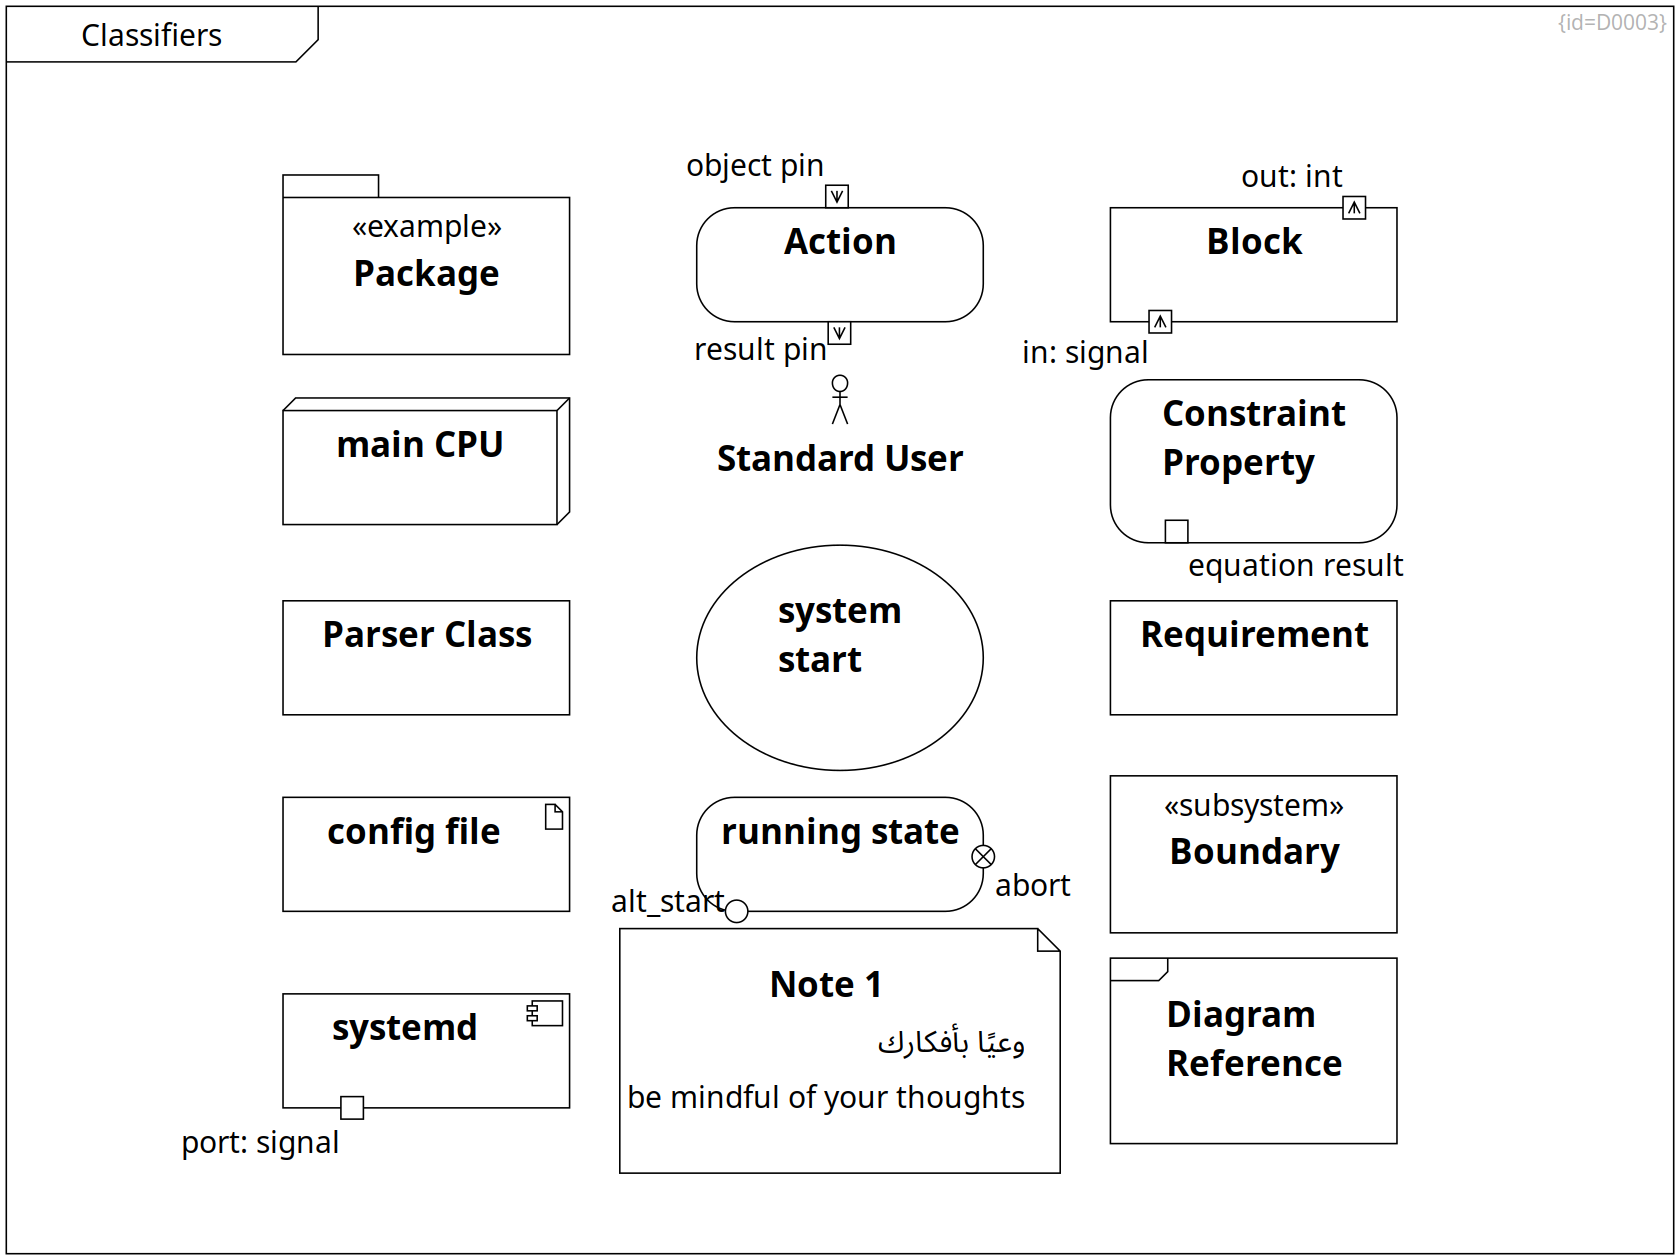 Classifiers
{id=D0003}
«example»
Package
object pin
Action
result pin
out: int
Block
in: signal
main CPU
Standard User
Constraint
Property
equation result
Parser Class
system
start
Requirement
config file
running state
abort
alt_start
«subsystem»
Boundary
systemd
port: signal
Note 1
وعيًا بأفكارك
be mindful of your thoughts
Diagram
Reference